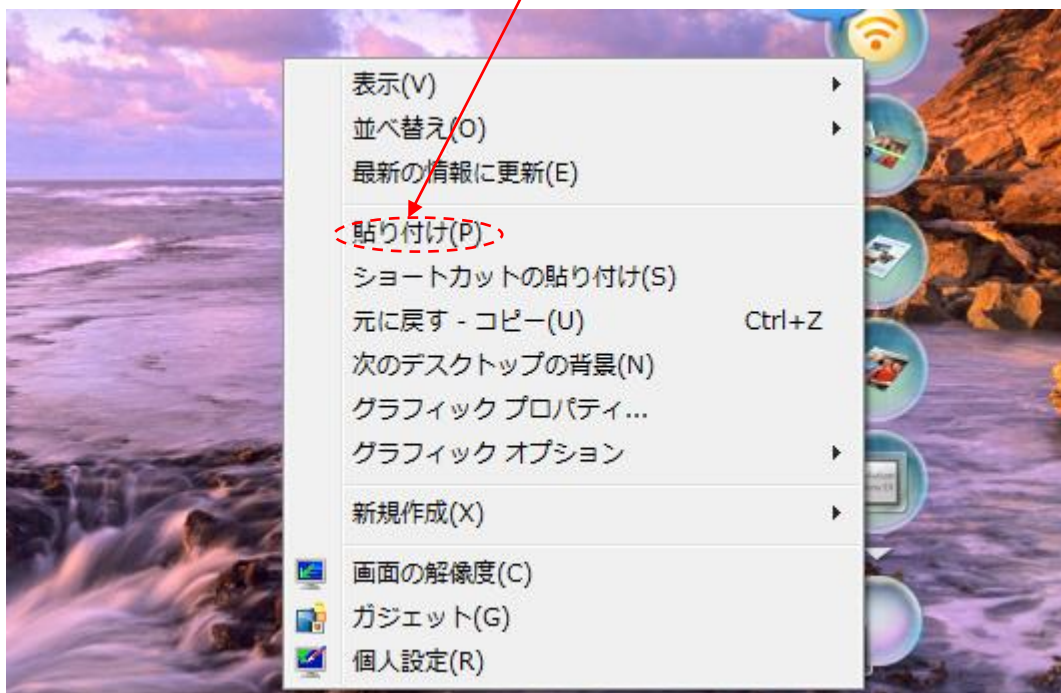 表示(V)
並べ替え(O)
最新の情報に更新(E)
貼り付け(P)
ショートカットの貼り付け(S)
元に戻す - コピー(U) Ctrl+Z
次のデスクトップの背景(N)
グラフィック プロパティ...
グラフィック オプション
新規作成(X)
画面の解像度(C)
ガジェット(G)
個人設定(R)